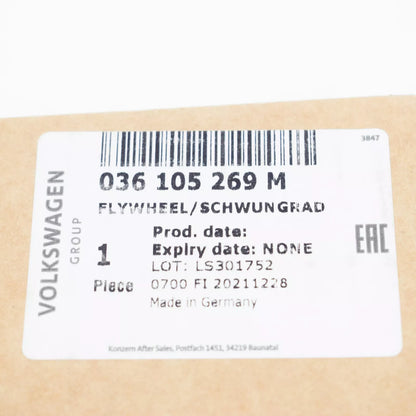 VOLKSWAGEN
GROUP
3847
036 105 269 M
FLYWHEEL/SCHWUNGRAD
Prod. date:
1 Expiry date: NONE
LOT: LS301752
Piece 0700 FI 20211228
Made in Germany
EAC
Konzern After Sales, Postfach 1451, 34219 Baunatal